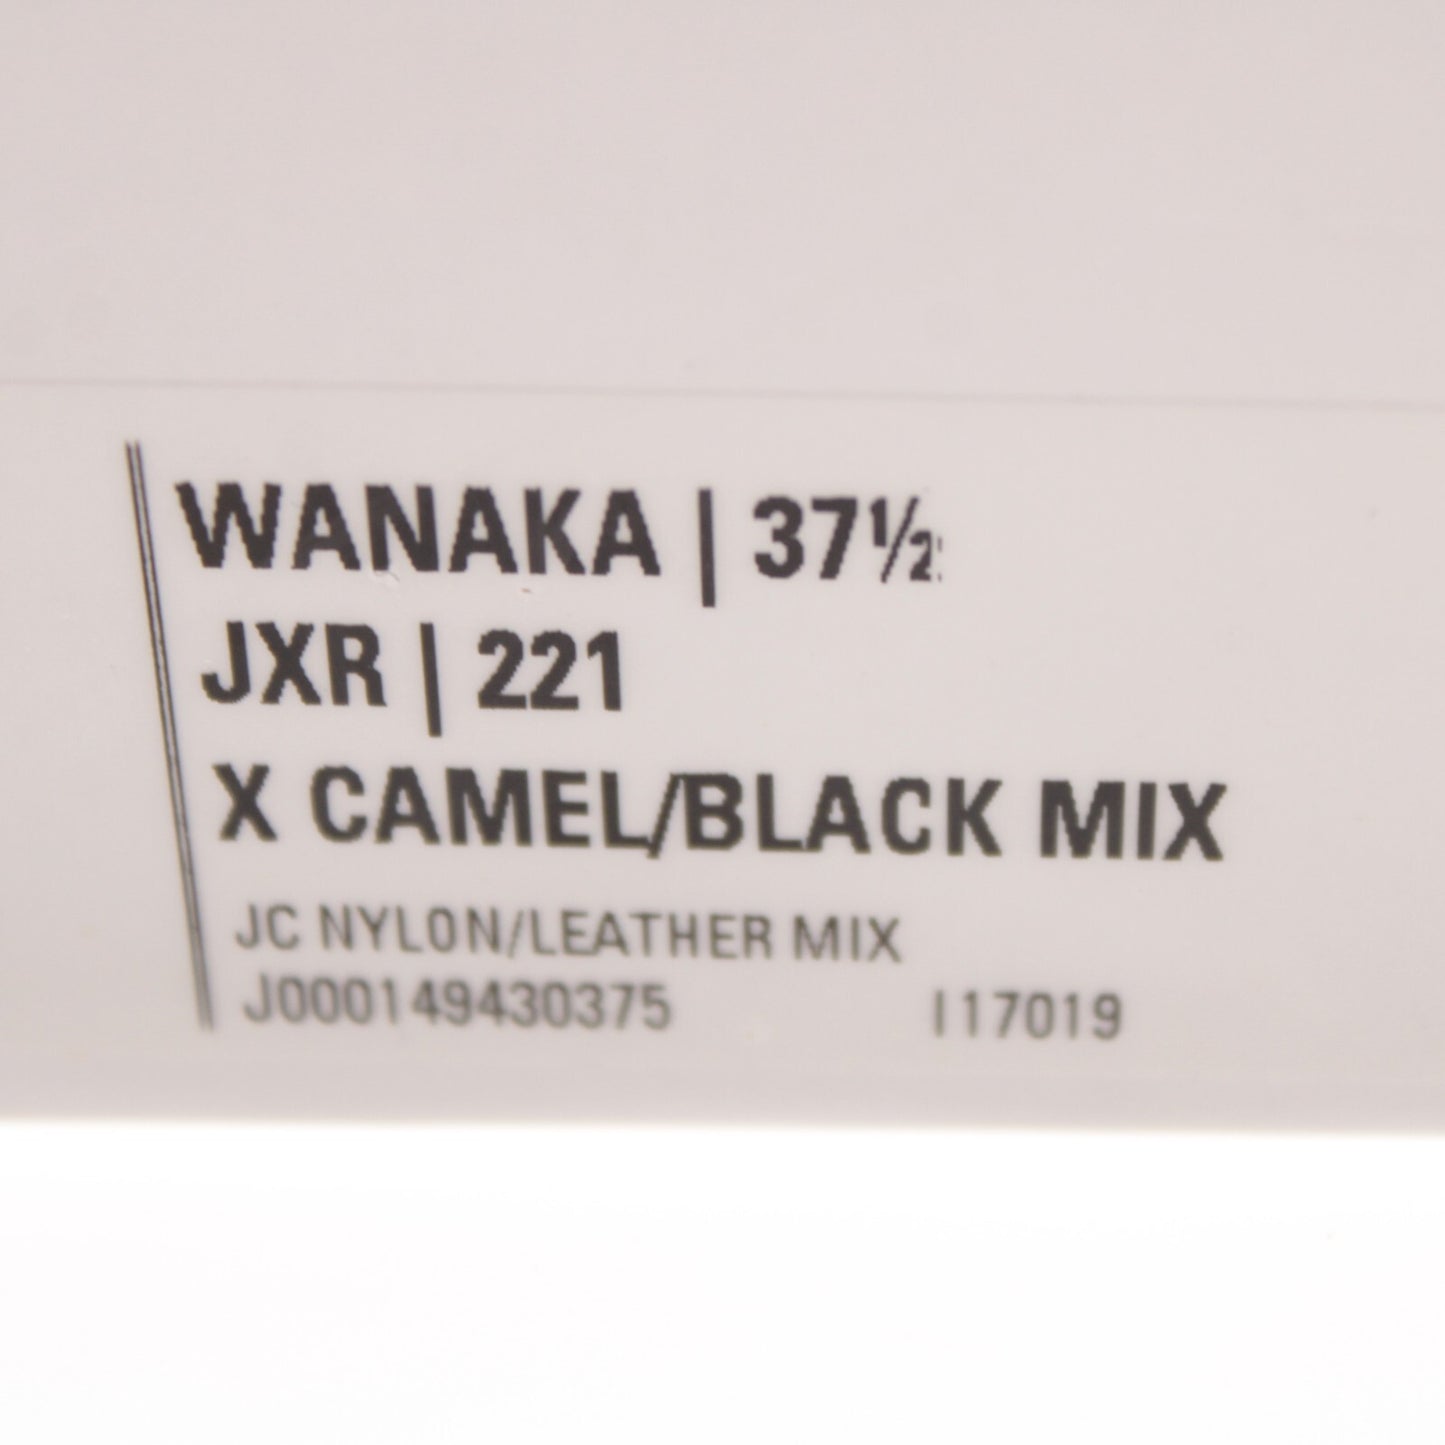 WANAKA | 37½
JXR | 221
X CAMEL/BLACK MIX
JC NYLON/LEATHER MIX
J000149430375 I17019